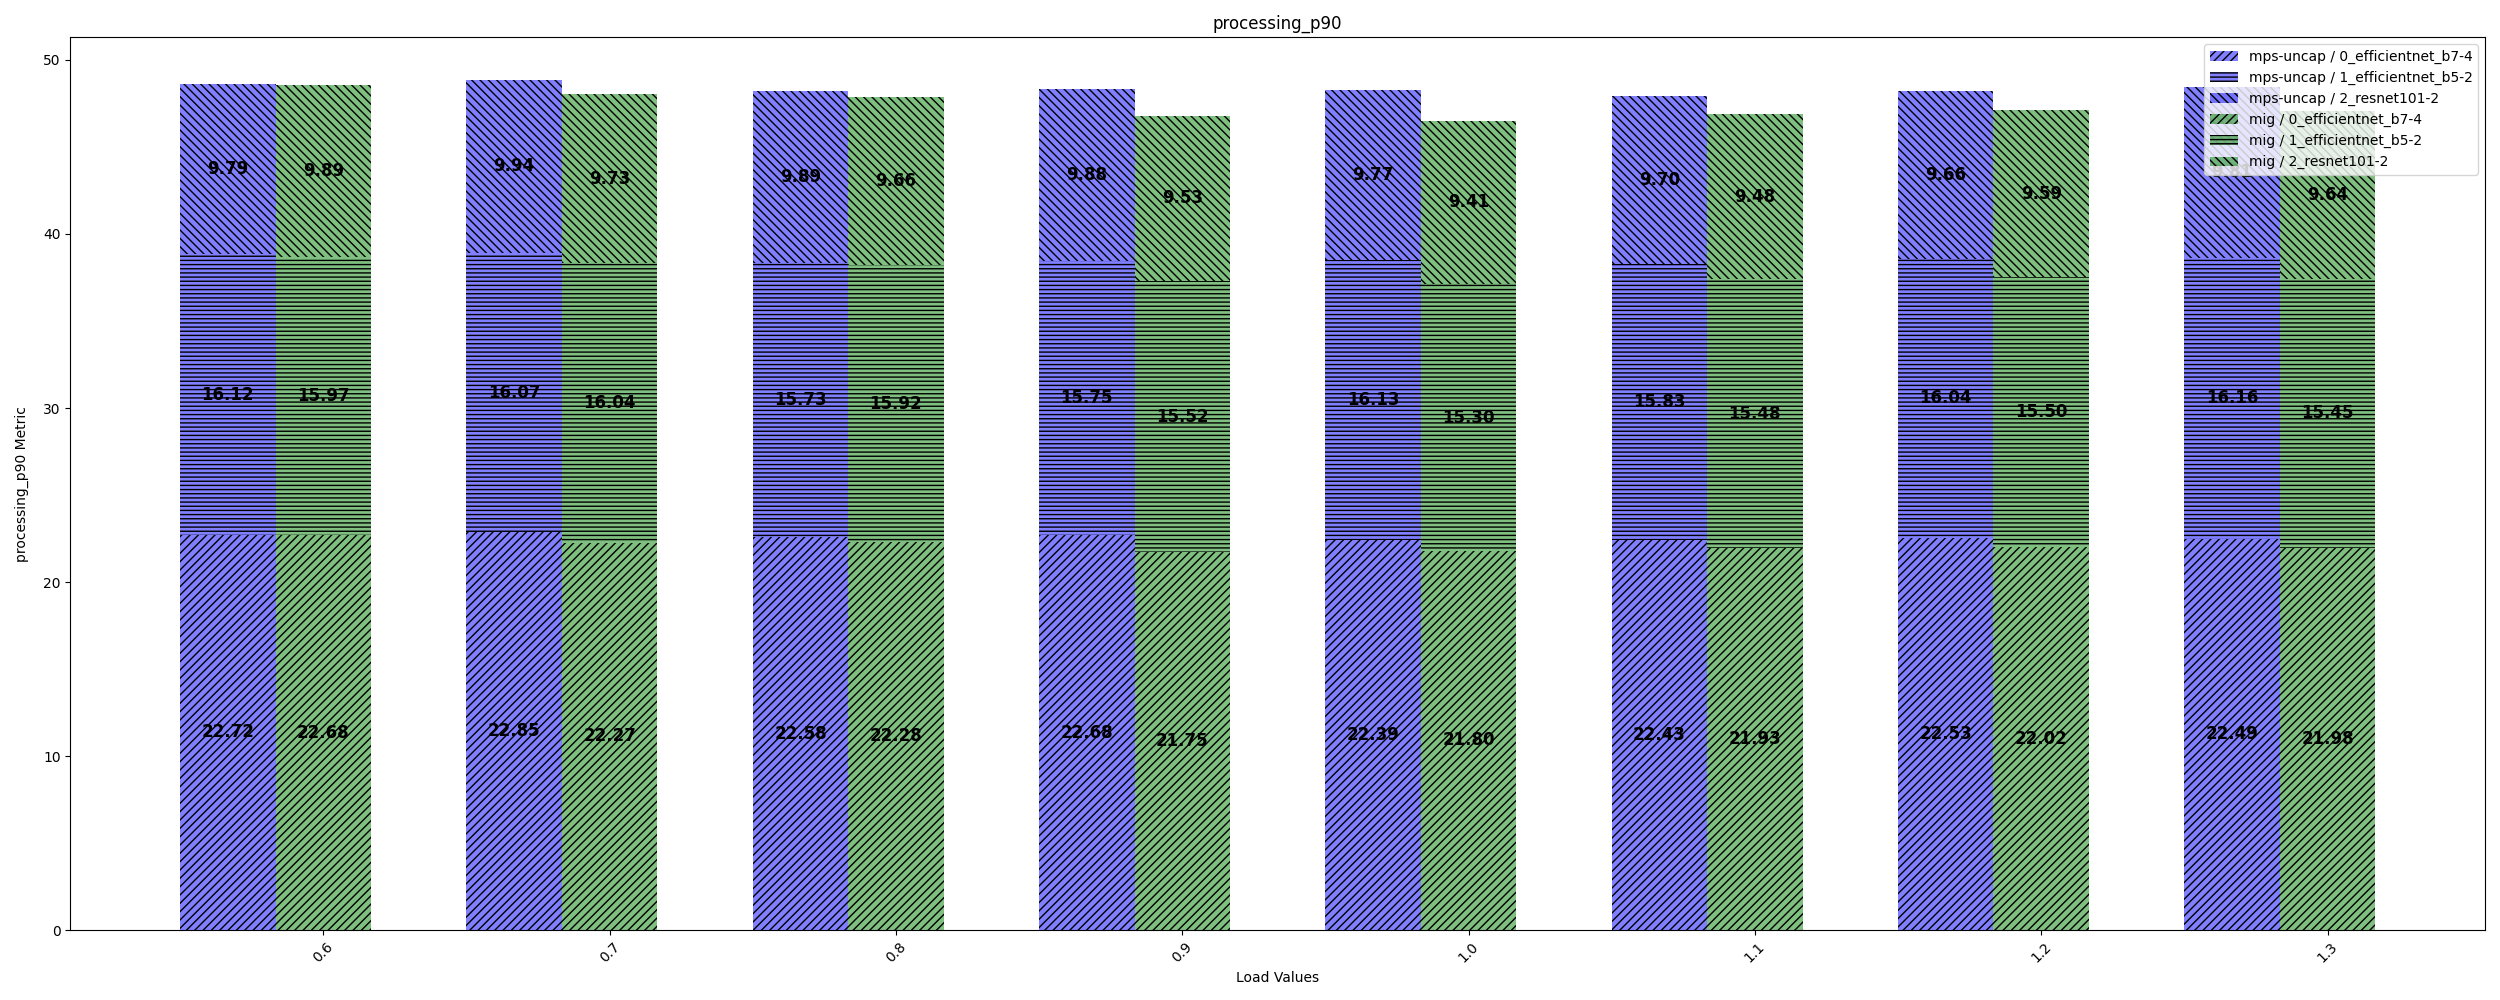 processing_p90
mps-uncap / 0_efficientnet_b7-4
mps-uncap / 1_efficientnet_b5-2
mps-uncap / 2_resnet101-2
mig / 0_efficientnet_b7-4
mig / 1_efficientnet_b5-2
mig / 2_resnet101-2
processing_p90 Metric
50
40
30
20
10
0
9.79 9.89 9.94 9.73 9.89 9.66 9.88 9.53 9.77 9.41 9.70 9.48 9.66 9.59 9.64
16.12 15.97 16.07 16.04 15.73 15.92 15.75 15.52 16.13 15.30 15.83 15.48 16.04 15.50 16.16 15.45
22.72 22.68 22.85 22.27 22.58 22.28 22.68 21.75 22.39 21.80 22.43 21.93 22.53 22.02 22.49 21.98
0.6 0.7 0.8 0.9 1.0 1.1 1.2 1.3
Load Values